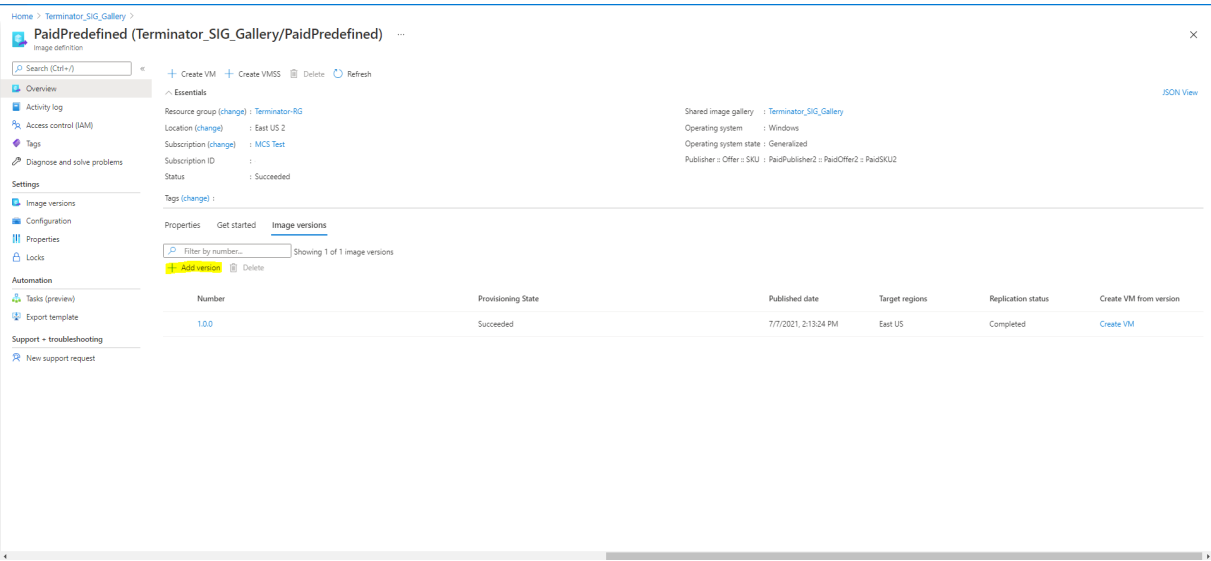 Home > Terminator_SIG_Gallery >
PaidPredefined (Terminator_SIG_Gallery/PaidPredefined) ...
Image definition
Search (Ctrl+/)
«
Overview
Activity log
Access control (IAM)
Tags
Diagnose and solve problems
Settings
Image versions
Configuration
Properties
Locks
Automation
Tasks (preview)
Export template
Support + troubleshooting
New support request
Create VM Create VMSS Delete Refresh
Essentials JSON View
Resource group (change) : Terminator-RG
Location (change) : East US 2
Subscription (change) : MCS Test
Subscription ID :
Status : Succeeded
Shared image gallery : Terminator_SIG_Gallery
Operating system : Windows
Operating system state : Generalized
Publisher :: Offer :: SKU : PaidPublisher2 :: PaidOffer2 :: PaidSKU2
Tags (change) :
Properties Get started Image versions
Filter by number... Showing 1 of 1 image versions
+ Add version Delete
Number Provisioning State Published date Target regions Replication status Create VM from version
1.0.0 Succeeded 7/7/2021, 2:13:24 PM East US Completed Create VM